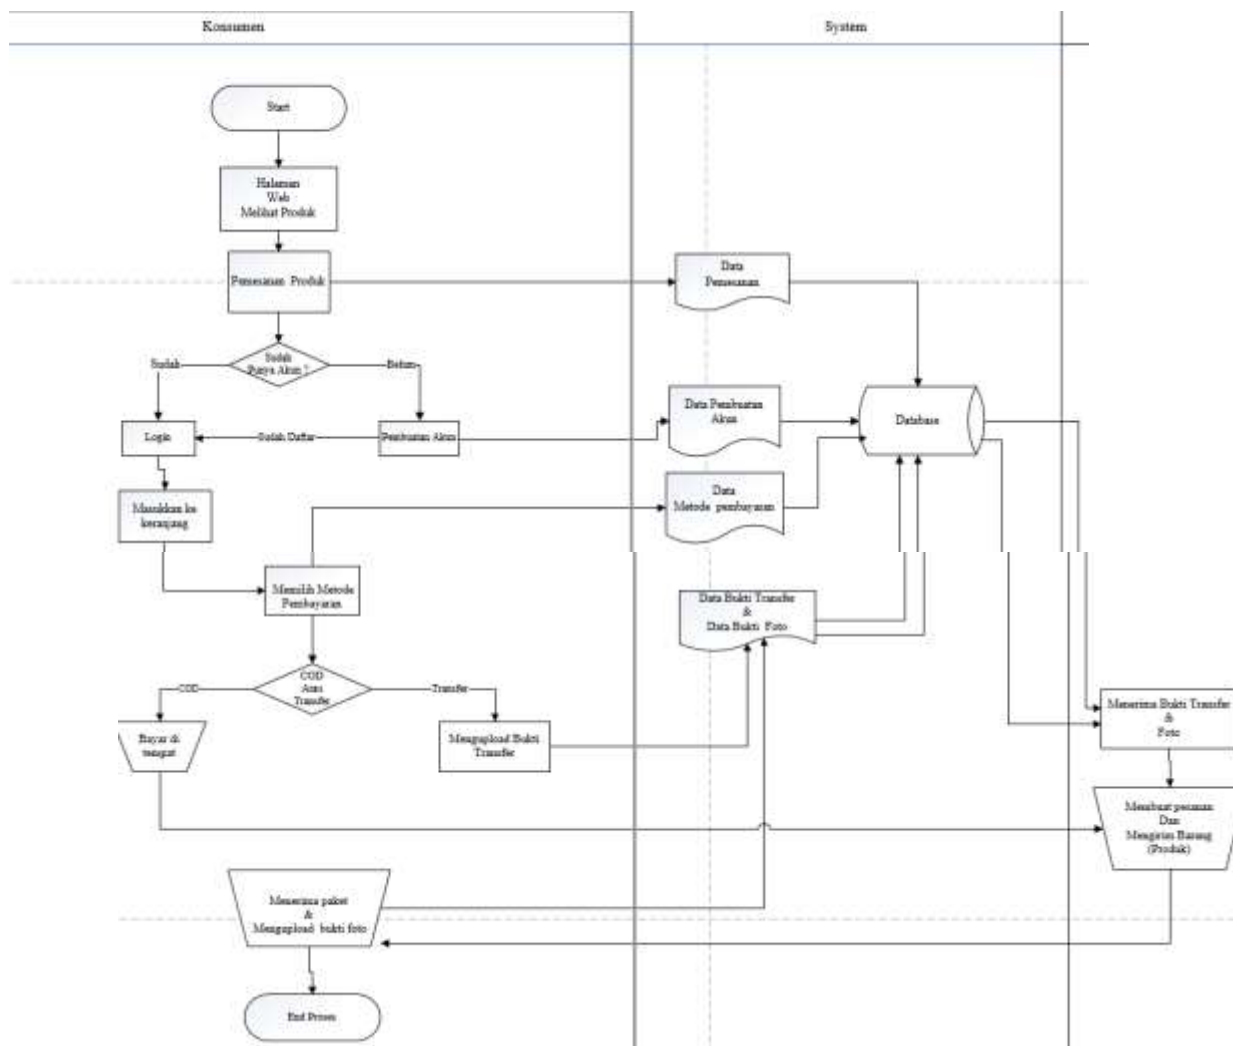 Konsumen
System
Start
Halaman
Web
Melihat Produk
Pemesanan Produk
Data
Pemesanan
Sudah
Punya Akun ?
Sudah
Belum
Login
Sudah Daftar
Pembuatan Akun
Data Pembuatan
Akun
Database
Masukkan ke
keranjang
Data
Metode pembayaran
Memilih Metode
Pembayaran
Data Bukti Transfer
&
Data Bukti Foto
COD
Atau
Transfer
COD
Transfer
Bayar di
tempat
Mengupload Bukti
Transfer
Menerima Bukti Transfer
&
Foto
Membuat pesanan
Dan
Barang
(Produk)
Menerima paket
&
Mengupload bukti foto
End Proses